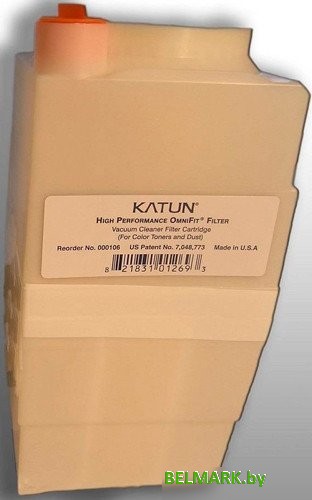 KATUN®
HIGH PERFORMANCE OMNIFIT® FILTER
Vacuum Cleaner Filter Cartridge
(For Color Toners and Dust)
Reorder No. 000106 US Patent No. 7,048,773 Made in U.S.A
8 21831 01269 3
BELMARK.by